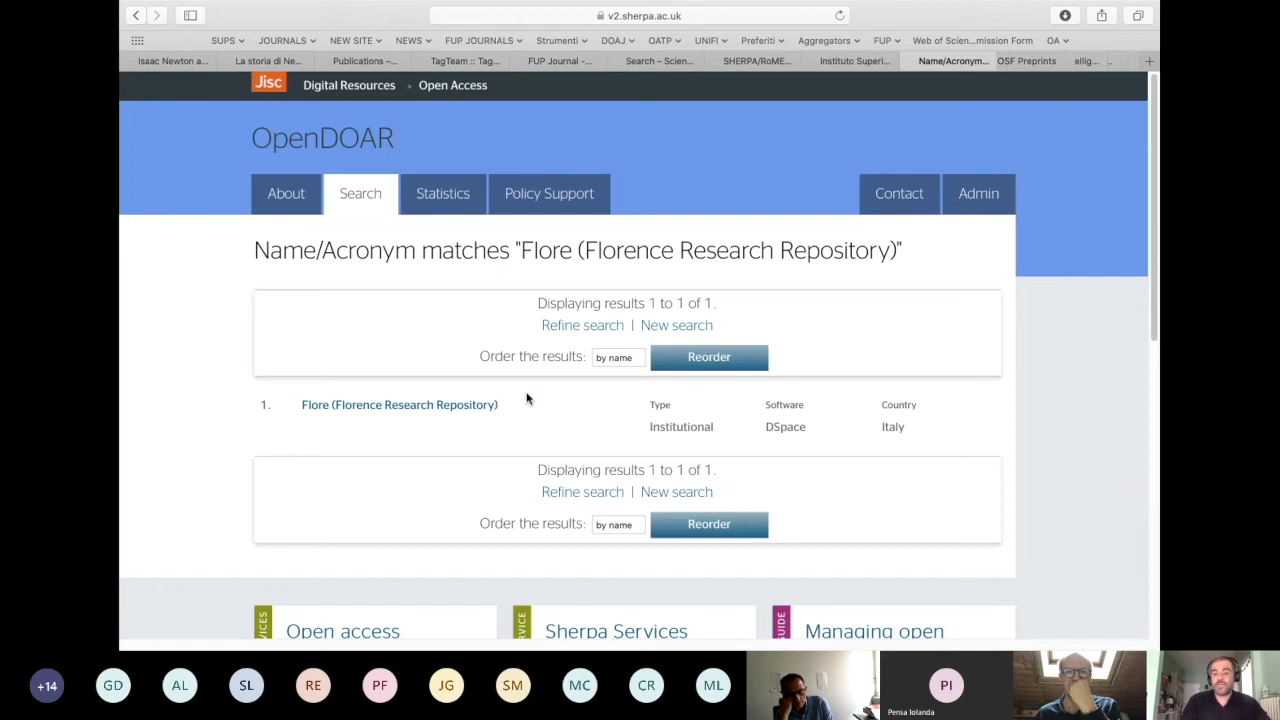 v2.sherpa.ac.uk
SUPS JOURNALS NEW SITE NEWS FUP JOURNALS Strumenti DOAJ OATP UNIFI Preferiti Aggregators FUP Web of Scien...mission Form OA
Isaac Newton a... La storia di Ne... Publications –... TagTeam :: Tag... FUP Journal -... Search – Scien... SHERPA/RoME... Instituto Superi... Name/Acronym... OSF Preprints ellig...
Jisc Digital Resources > Open Access
OpenDOAR
About Search Statistics Policy Support Contact Admin
Name/Acronym matches "Flore (Florence Research Repository)"
Displaying results 1 to 1 of 1.
Refine search | New search
Order the results: by name Reorder
1. Flore (Florence Research Repository) Type Software Country
Institutional DSpace Italy
Displaying results 1 to 1 of 1.
Refine search | New search
Order the results: by name Reorder
Open access Sherpa Services Managing open
+14 GD AL SL RE PF JG SM MC CR ML PI
Pensa Iolanda